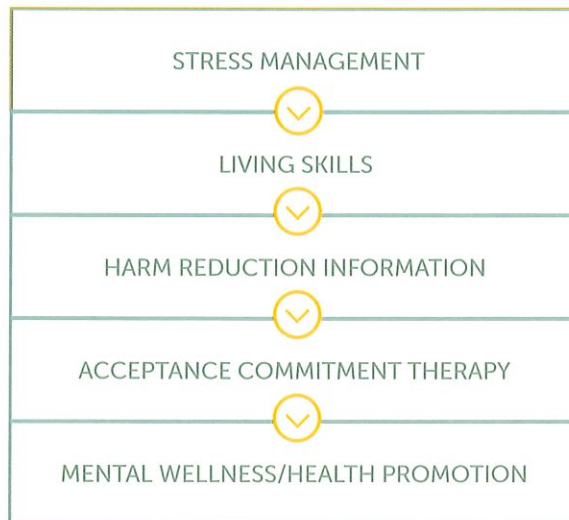 STRESS MANAGEMENT
LIVING SKILLS
HARM REDUCTION INFORMATION
ACCEPTANCE COMMITMENT THERAPY
MENTAL WELLNESS/HEALTH PROMOTION